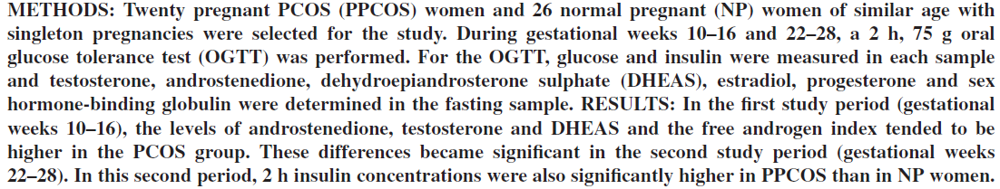 METHODS: Twenty pregnant PCOS (PPCOS) women and 26 normal pregnant (NP) women of similar age with
singleton pregnancies were selected for the study. During gestational weeks 10–16 and 22–28, a 2 h, 75 g oral
glucose tolerance test (OGTT) was performed. For the OGTT, glucose and insulin were measured in each sample
and testosterone, androstenedione, dehydroepiandrosterone sulphate (DHEAS), estradiol, progesterone and sex
hormone-binding globulin were determined in the fasting sample. RESULTS: In the first study period (gestational
weeks 10–16), the levels of androstenedione, testosterone and DHEAS and the free androgen index tended to be
higher in the PCOS group. These differences became significant in the second study period (gestational weeks
22–28). In this second period, 2 h insulin concentrations were also significantly higher in PPCOS than in NP women.